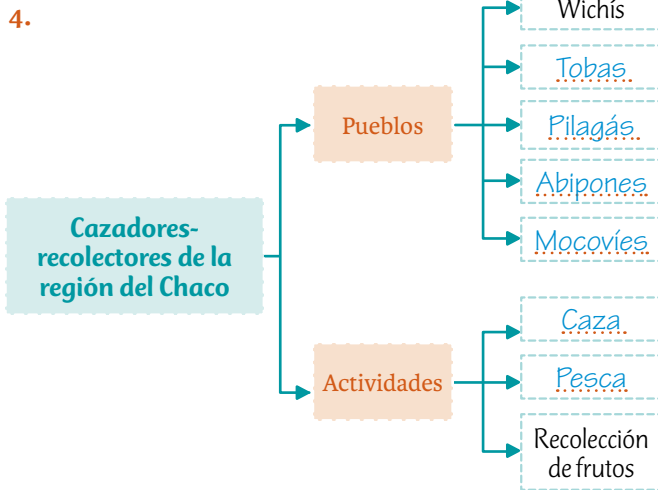 4.
Cazadores-
recolectores de la
región del Chaco
Pueblos
Wichís
Tobas
Pilagás
Abipones
Mocovíes
Actividades
Caza
Pesca
Recolección
de frutos